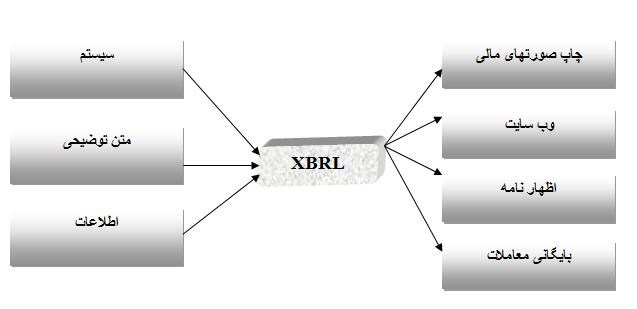 سیستم
متن توضیحی
اطلاعات
XBRL
چاپ صورتهای مالی
وب سایت
اظهار نامه
بایگانی معاملات